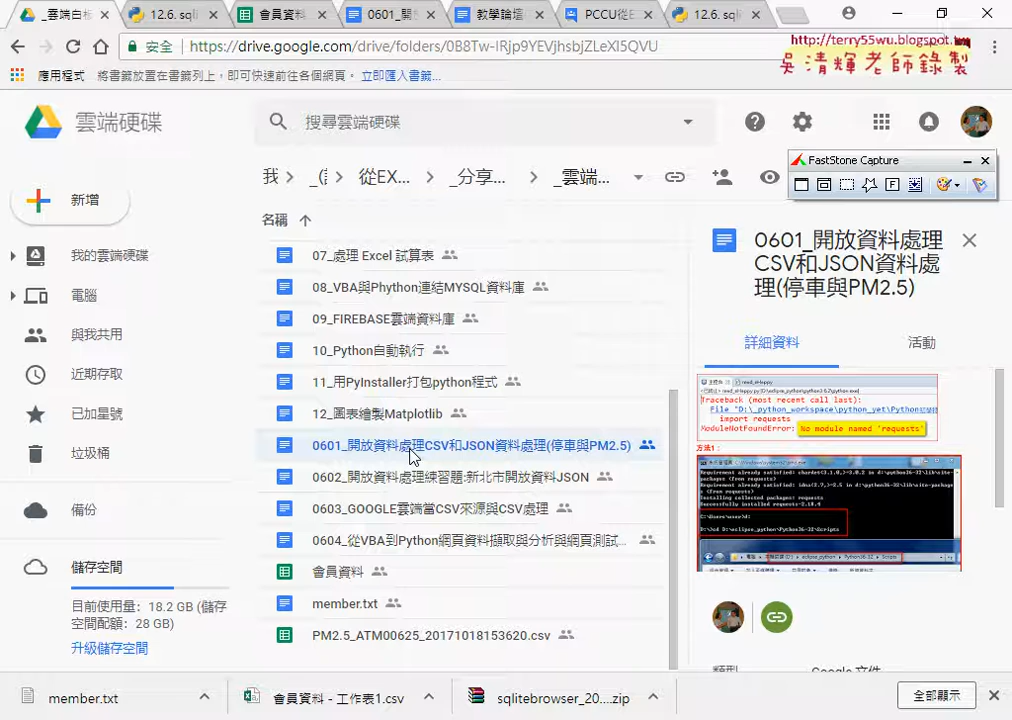 _雲端白板
12.6. sqli
會員資料
0601_開放
教學論壇
PCCU從E
12.6. sql
安全
https://drive.google.com/drive/folders/0B8Tw-IRjp9YEVjhsbjZLeXI5QVU
http://terry55wu.blogspot.tw
吳清輝老師錄製
應用程式
將書籤放置在書籤列上，即可快速前往各個網頁。
立即匯入書籤...
雲端硬碟
搜尋雲端硬碟
FastStone Capture
新增
我
從EX...
_分享...
_雲端...
名稱
我的雲端硬碟
電腦
與我共用
近期存取
已加星號
垃圾桶
備份
儲存空間
目前使用量：18.2 GB (儲存
空間配額：28 GB)
升級儲存空間
07_處理 Excel 試算表
08_VBA與Phython連結MYSQL資料庫
09_FIREBASE雲端資料庫
10_Python自動執行
11_用PyInstaller打包python程式
12_圖表繪製Matplotlib
0601_開放資料處理CSV和JSON資料處理(停車與PM2.5)
0602_開放資料處理練習題:新北市開放資料JSON
0603_GOOGLE雲端當CSV來源與CSV處理
0604_從VBA到Python網頁資料擷取與分析與網頁測試...
會員資料
member.txt
PM2.5_ATM00625_20171018153620.csv
0601_開放資料處理
CSV和JSON資料處
理(停車與PM2.5)
詳細資料
活動
Traceback (most recent call last):
import requests
ModuleNotFoundError: No module named 'requests'
方法1：
Installing collected packages: requests
Successfully installed requests-2.18.4
類型
Google 文件
member.txt
會員資料 - 工作表1.csv
sqlitebrowser_20....zip
全部顯示